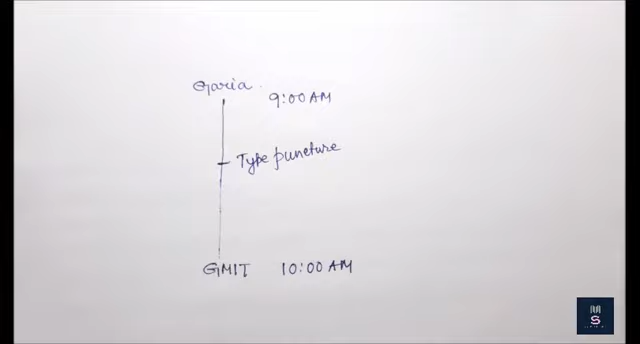 Garia
9:00 AM
Type puncture
GMIT 10:00 AM
S